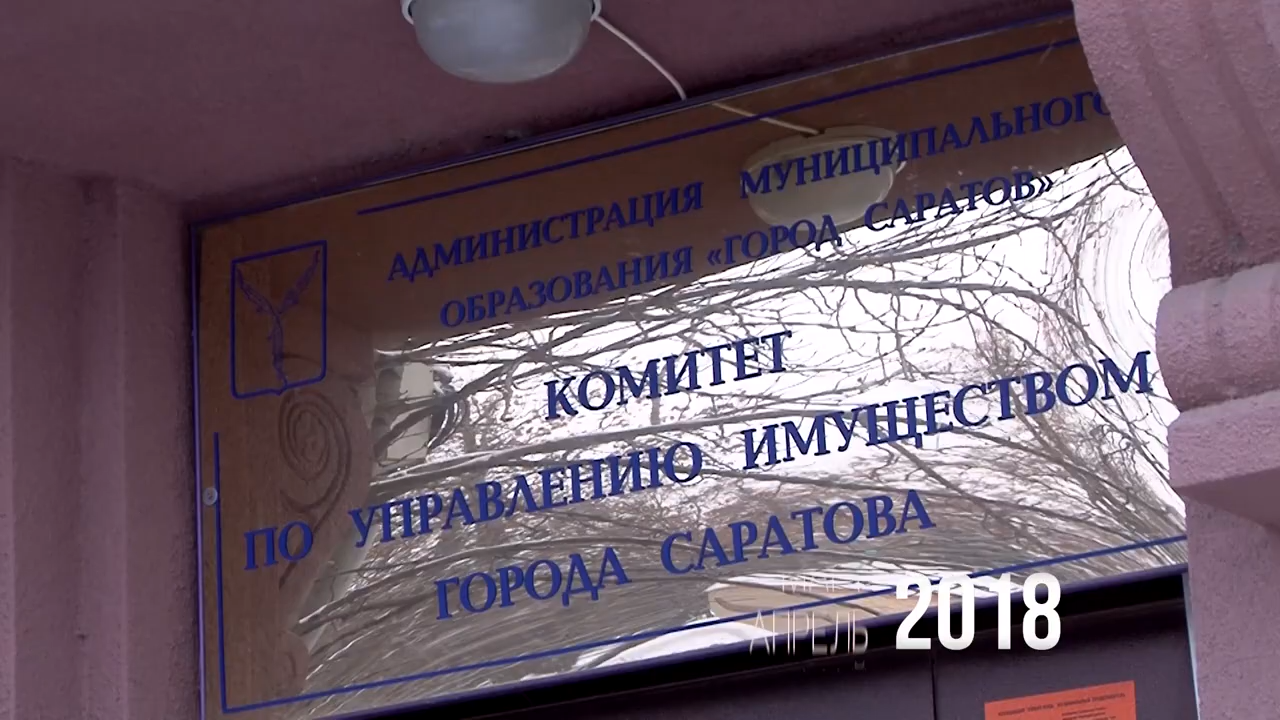 АДМИНИСТРАЦИЯ МУНИЦИПАЛЬНОГО
ОБРАЗОВАНИЯ «ГОРОД САРАТОВ»
КОМИТЕТ
ПО УПРАВЛЕНИЮ ИМУЩЕСТВОМ
ГОРОДА САРАТОВА
АПРЕЛЬ 2018